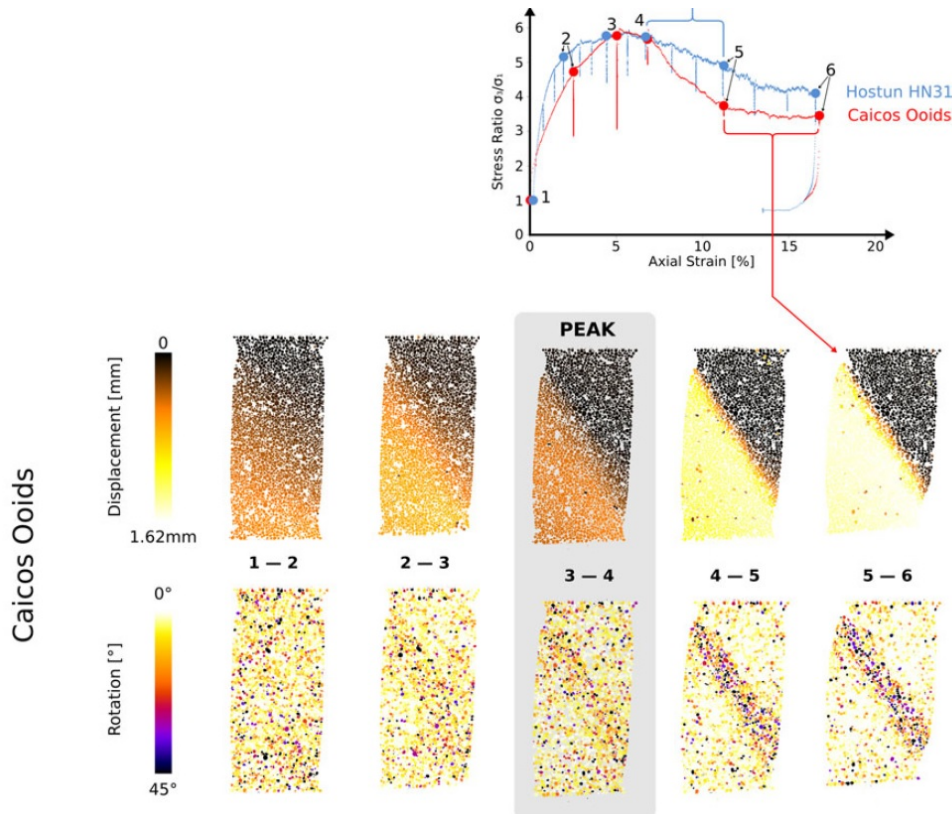 Stress Ratio σ₃/σ₁
6
5
4
3
2
1
0
0
5
10
15
20
Axial Strain [%]
1
2
3
4
5
6
Hostun HN31
Caicos Ooids
Caicos Ooids
Displacement [mm]
0
1.62mm
PEAK
1 — 2
2 — 3
3 — 4
4 — 5
5 — 6
Rotation [°]
0°
45°